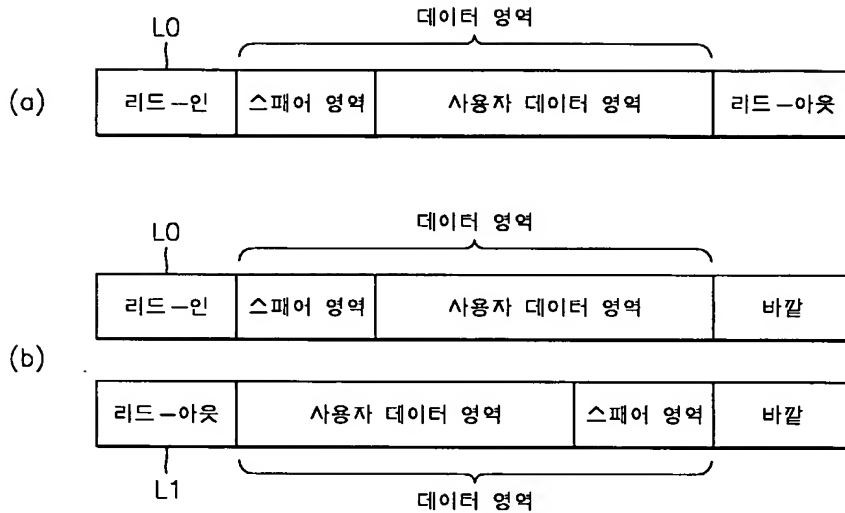 데이터 영역
L0
(a) 리드-인 스패어 영역 사용자 데이터 영역 리드-아웃
데이터 영역
L0
리드-인 스패어 영역 사용자 데이터 영역 바깥
(b)
리드-아웃 사용자 데이터 영역 스패어 영역 바깥
L1
데이터 영역